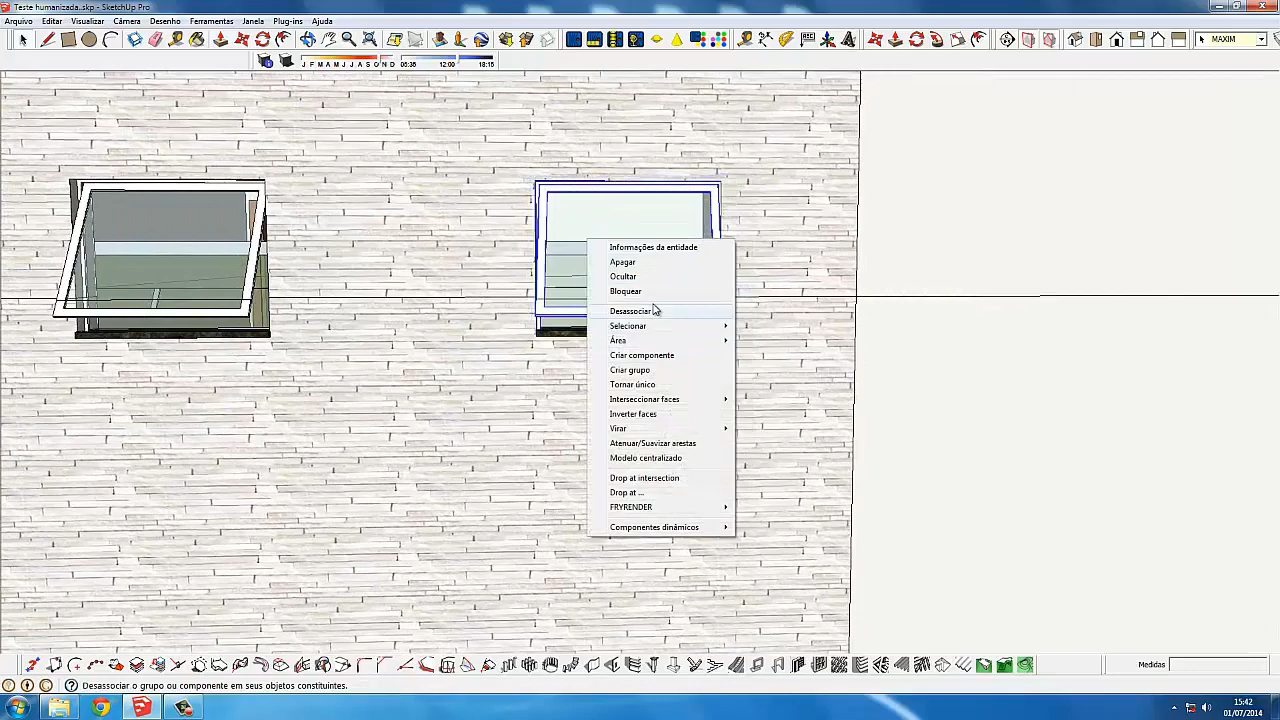 Teste humanizada.skp - SketchUp Pro
Arquivo Editar Visualizar Câmera Desenho Ferramentas Janela Plug-ins Ajuda
MAXIM
J F M A M J J A S O N D 05:36 12:00 18:15
Informações da entidade
Apagar
Ocultar
Bloquear
Desassociar
Selecionar
Área
Criar componente
Criar grupo
Tornar único
Interseccionar faces
Inverter faces
Virar
Atenuar/Suavizar arestas
Modelo centralizado
Drop at intersection
Drop at ...
FRYRENDER
Componentes dinâmicos
Medidas
Desassociar o grupo ou componente em seus objetos constituintes.
15:42
01/07/2014